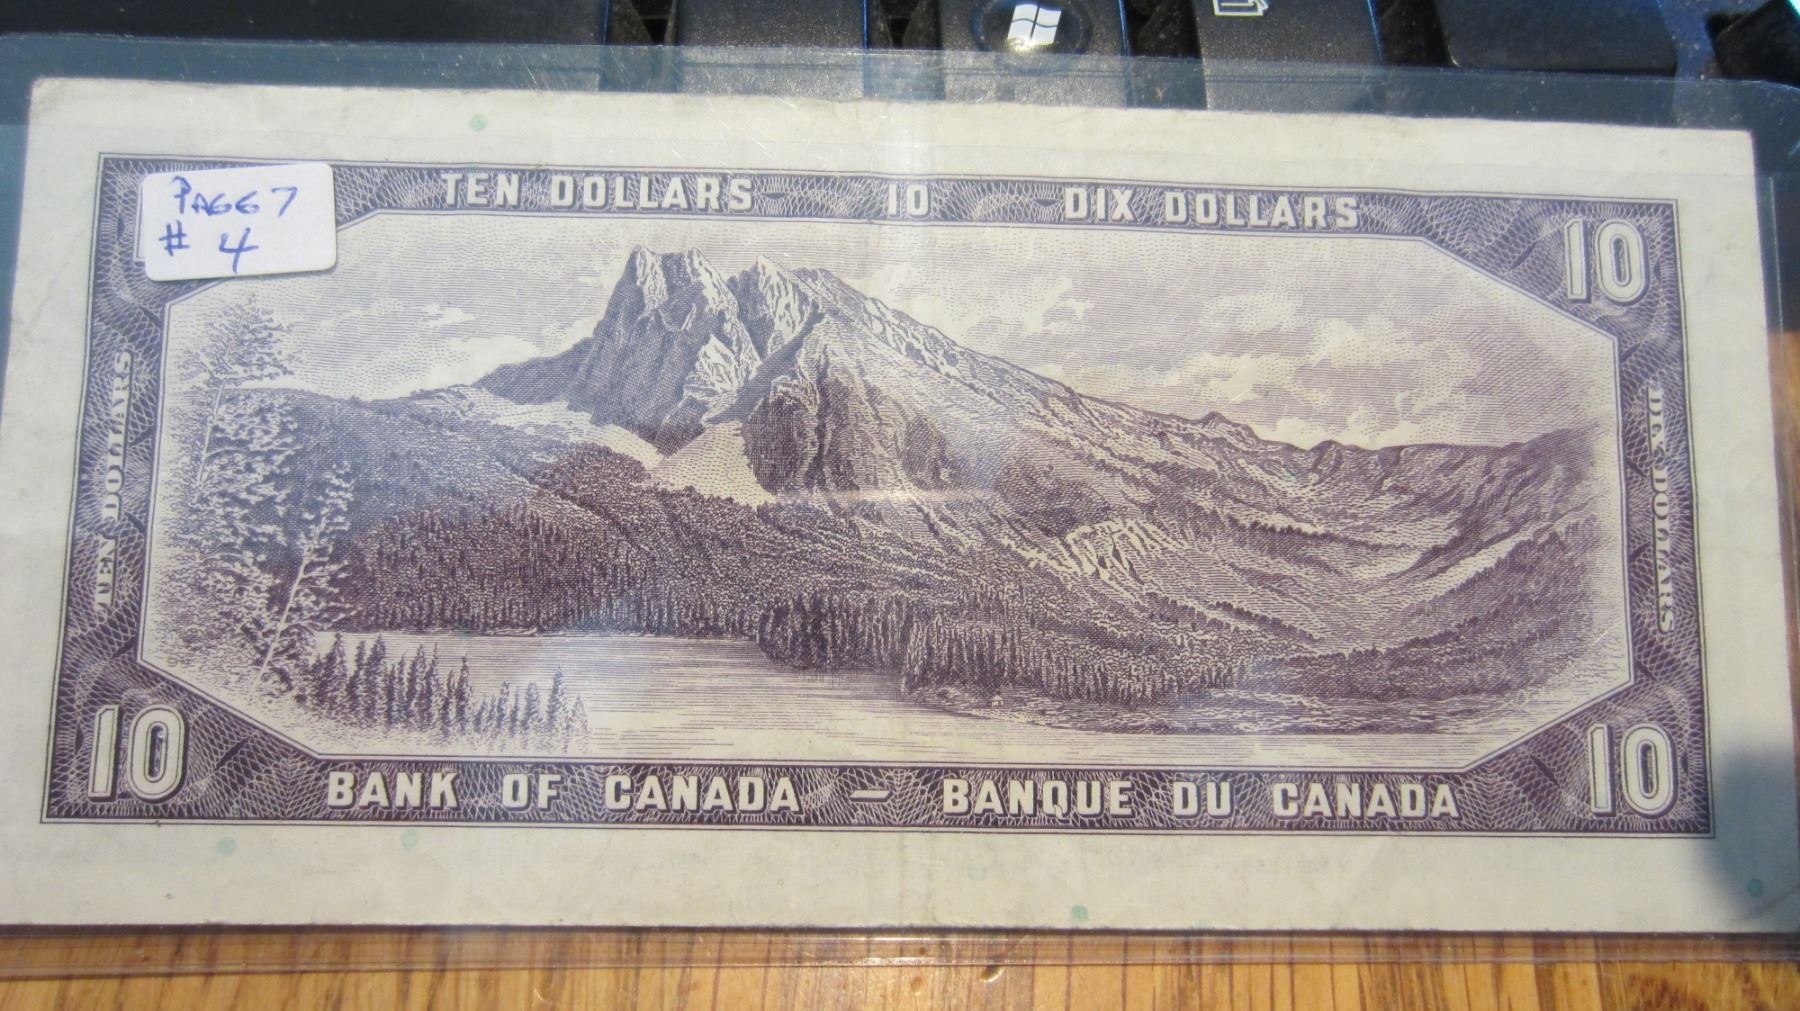 PAGE 7
# 4
TEN DOLLARS 10 DIX DOLLARS
10
TEN DOLLARS
DIX DOLLARS
10
10
BANK OF CANADA – BANQUE DU CANADA